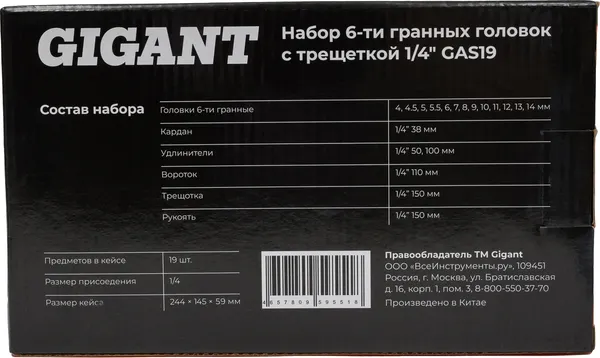 GIGANT
Набор 6-ти гранных головок
с трещеткой 1/4" GAS19
Состав набора
Головки 6-ти гранные 4, 4.5, 5, 5.5, 6, 7, 8, 9, 10, 11, 12, 13, 14 мм
Кардан 1/4” 38 мм
Удлинители 1/4” 50, 100 мм
Вороток 1/4” 110 мм
Трещотка 1/4” 150 мм
Рукоять 1/4” 150 мм
Предметов в кейсе 19 шт.
Размер присоединения 1/4
Размер кейса 244 × 145 × 59 мм
4657809595516
Правообладатель ТМ Gigant
ООО «ВсеИнструменты.ру», 109451
Россия, г. Москва, ул. Братиславская
д. 16, корп. 1, пом. 3, 8-800-550-37-70
Произведено в Китае